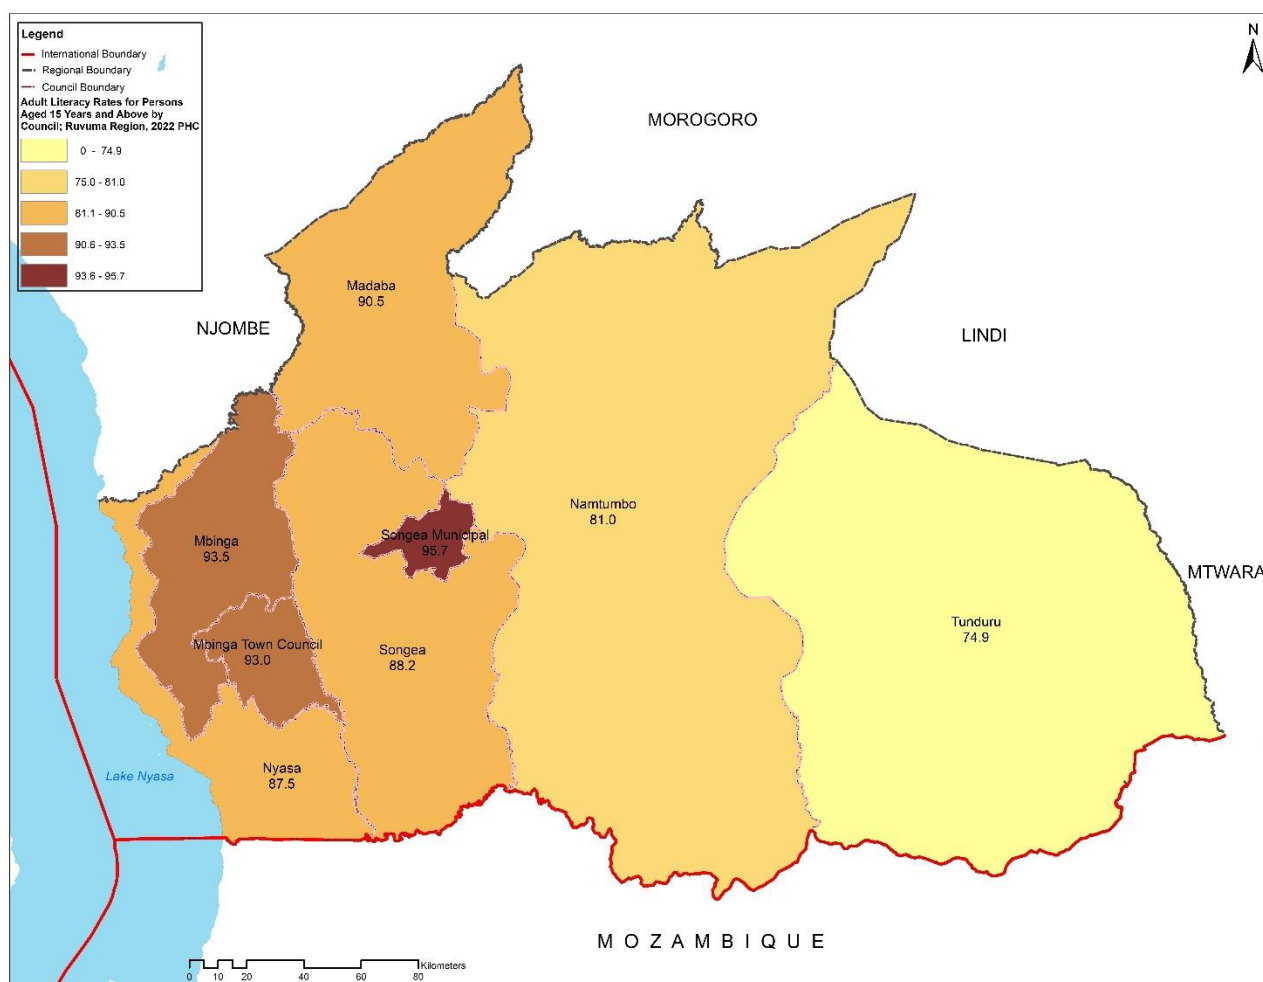 Legend
International Boundary
Regional Boundary
Council Boundary
Adult Literacy Rates for Persons
Aged 15 Years and Above by
Council; Ruvuma Region, 2022 PHC
0 - 74.9
75.0 - 81.0
81.1 - 90.5
90.6 - 93.5
93.6 - 95.7
N
MOROGORO
Madaba
90.5
NJOMBE
LINDI
Namtumbo
81.0
Songea Municipal
95.7
Mbinga
93.5
MTWARA
Tunduru
74.9
Mbinga Town Council
93.0
Songea
88.2
Nyasa
87.5
Lake Nyasa
MOZAMBIQUE
Kilometers
0 10 20 40 60 80